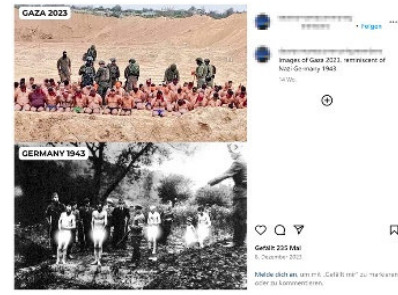 GAZA 2023
GERMANY 1943
• Folgen
Images of Gaza 2023, reminiscent of
Nazi Germany 1943.
14 Wo.
Gefällt 235 Mal
8. Dezember 2023
Melde dich an, um mit „Gefällt mir“ zu markieren
oder zu kommentieren.